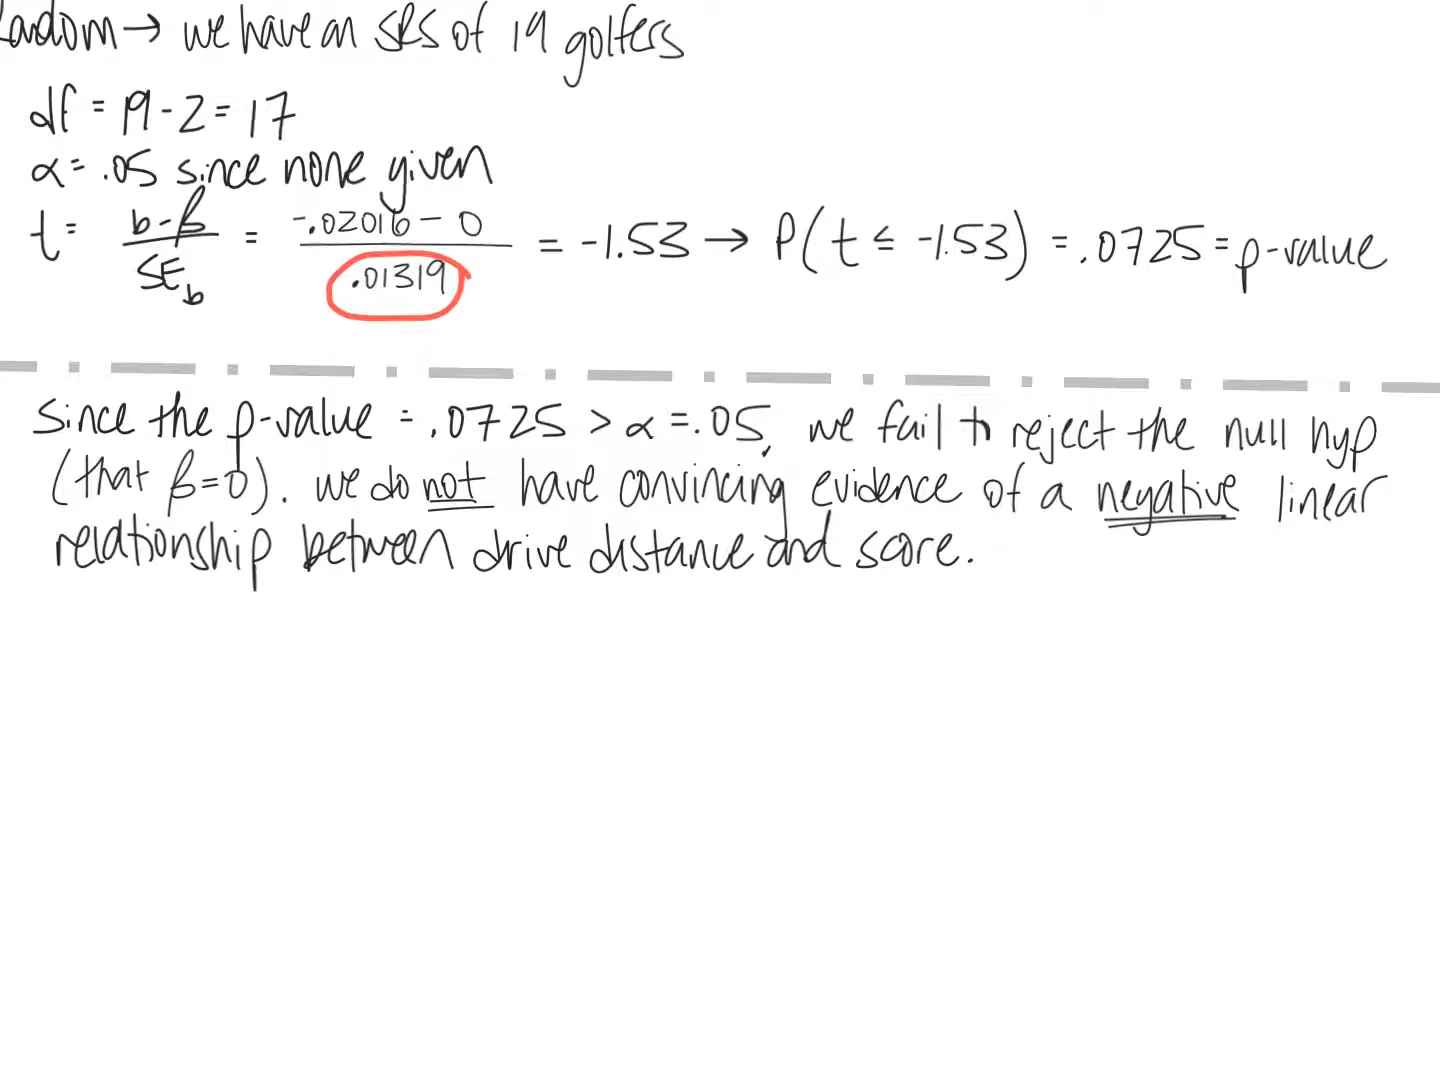 Random → we have an SRS of 19 golfers
df = 19 - 2 = 17
α = .05 since none given
t = b-β / SE_b = -.02016 - 0 / .01319 = -1.53 → P(t ≤ -1.53) = .0725 = p-value
Since the p-value = .0725 > α = .05, we fail to reject the null hyp
(that β=0). we do not have convincing evidence of a negative linear
relationship between drive distance and score.